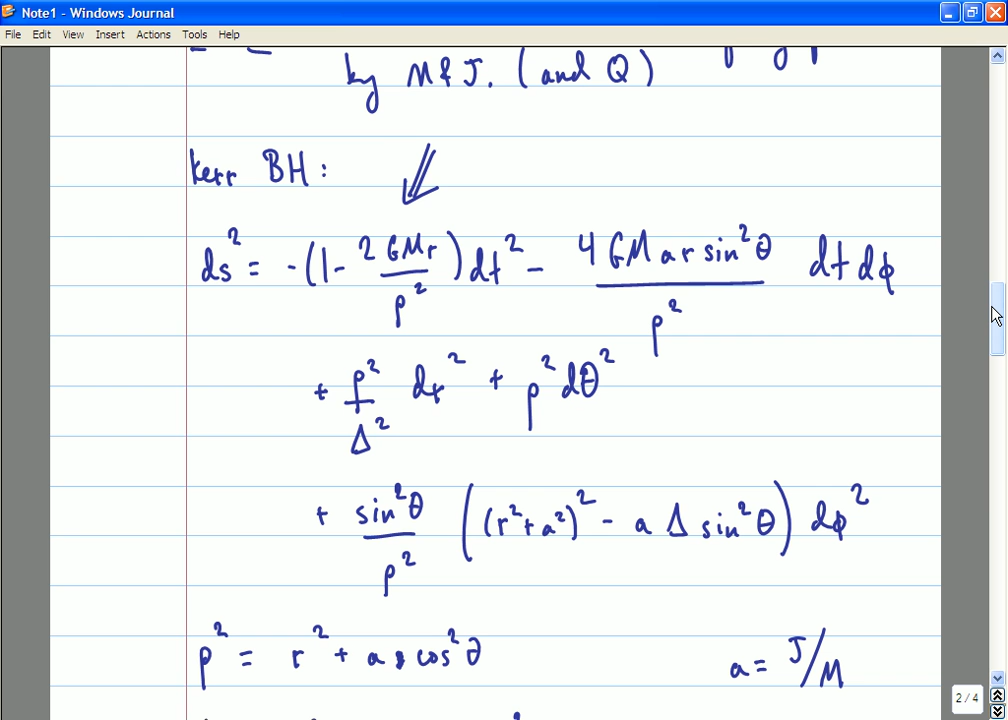 Note1 - Windows Journal
File Edit View Insert Actions Tools Help
by M & J. (and Q)
Kerr BH:
ds² = -(1 - 2GMr/ρ²)dt² - 4GMar sin²θ/ρ² dt dϕ
+ ρ²/Δ² dr² + ρ² dθ²
+ sin²θ/ρ² ((r²+a²)² - a Δ sin²θ) dϕ²
ρ² = r² + a cos²θ a = J/M
2 / 4